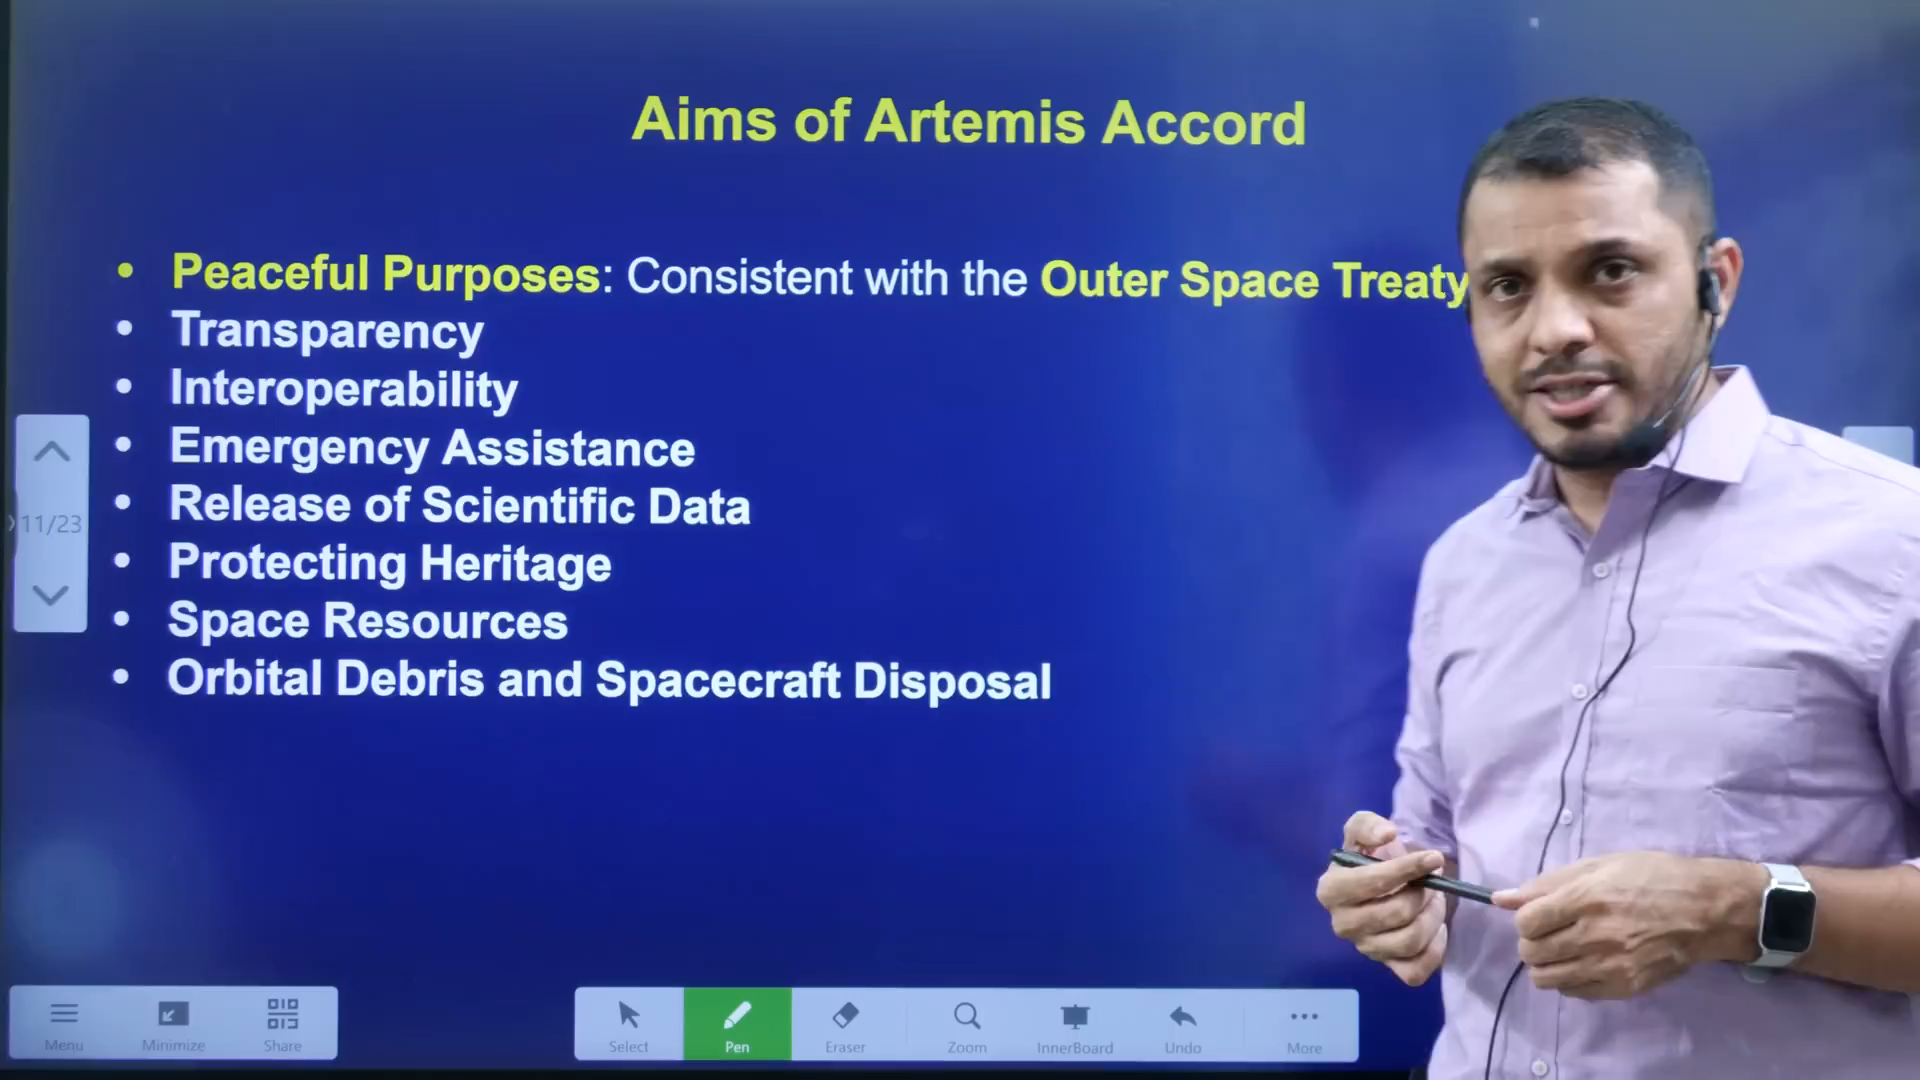 Aims of Artemis Accord
• Peaceful Purposes: Consistent with the Outer Space Treaty
• Transparency
• Interoperability
• Emergency Assistance
• Release of Scientific Data
• Protecting Heritage
• Space Resources
• Orbital Debris and Spacecraft Disposal
11/23
Menu Minimize Share Select Pen Eraser Zoom InnerBoard Undo More